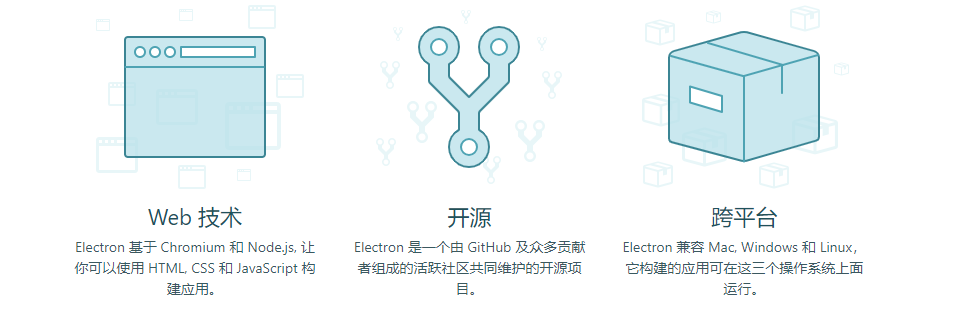 Web 技术
Electron 基于 Chromium 和 Node.js, 让
你可以使用 HTML, CSS 和 JavaScript 构
建应用。
开源
Electron 是一个由 GitHub 及众多贡献
者组成的活跃社区共同维护的开源项
目。
跨平台
Electron 兼容 Mac, Windows 和 Linux，
它构建的应用可在这三个操作系统上面
运行。